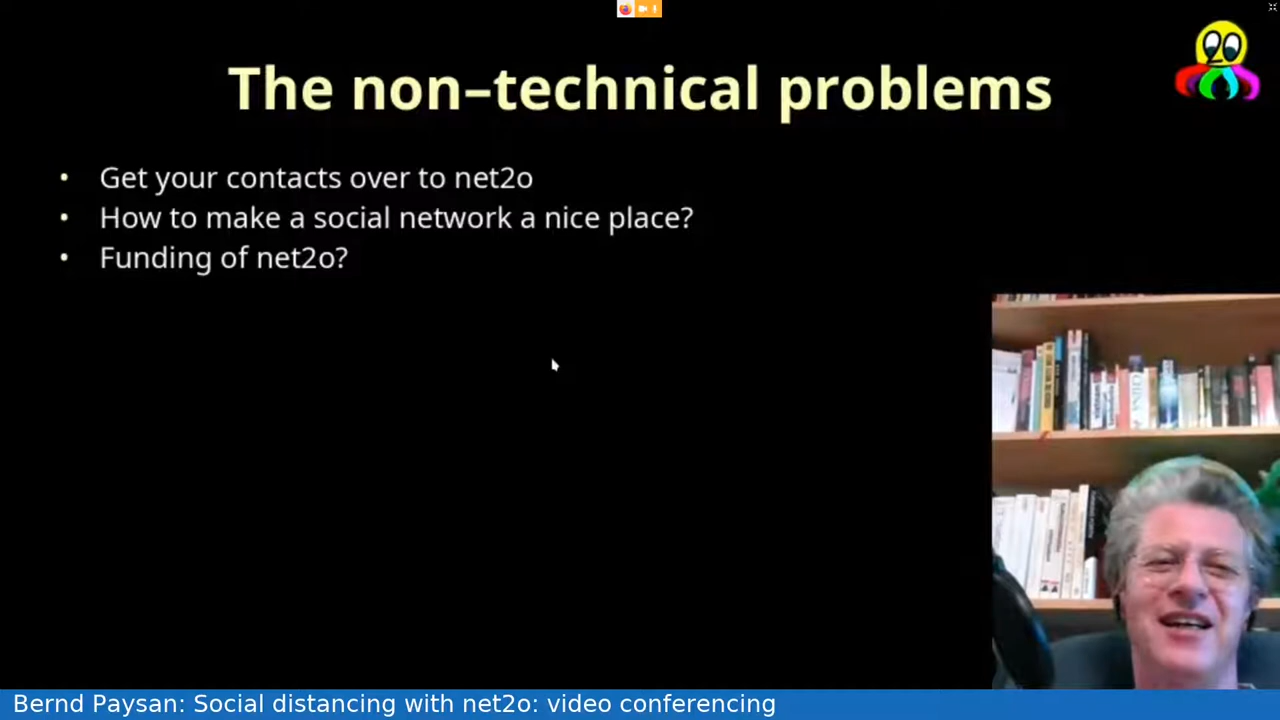 The non–technical problems
• Get your contacts over to net2o
• How to make a social network a nice place?
• Funding of net2o?
CHINA
Bernd Paysan: Social distancing with net2o: video conferencing